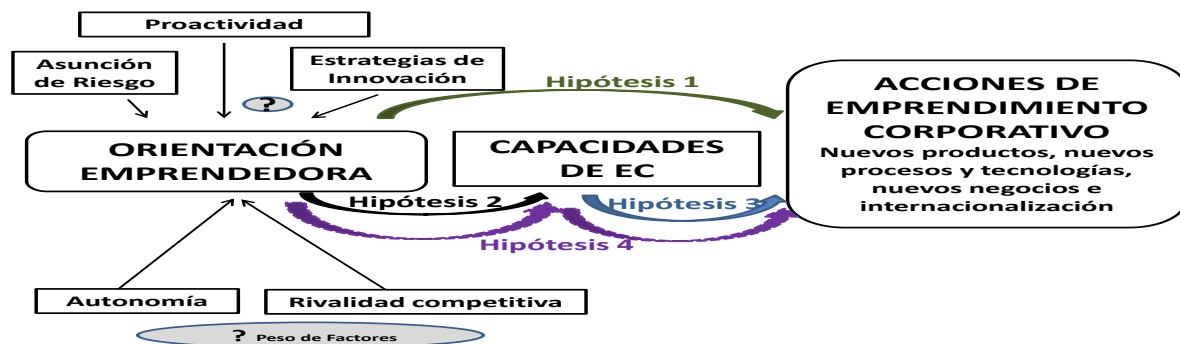 Proactividad
Asunción
de Riesgo
Estrategias de
Innovación
?
Hipótesis 1
ORIENTACIÓN
EMPRENDEDORA
CAPACIDADES
DE EC
ACCIONES DE
EMPRENDIMIENTO
CORPORATIVO
Nuevos productos, nuevos
procesos y tecnologías,
nuevos negocios e
internacionalización
Hipótesis 2
Hipótesis 3
Hipótesis 4
Autonomía
Rivalidad competitiva
? Peso de Factores